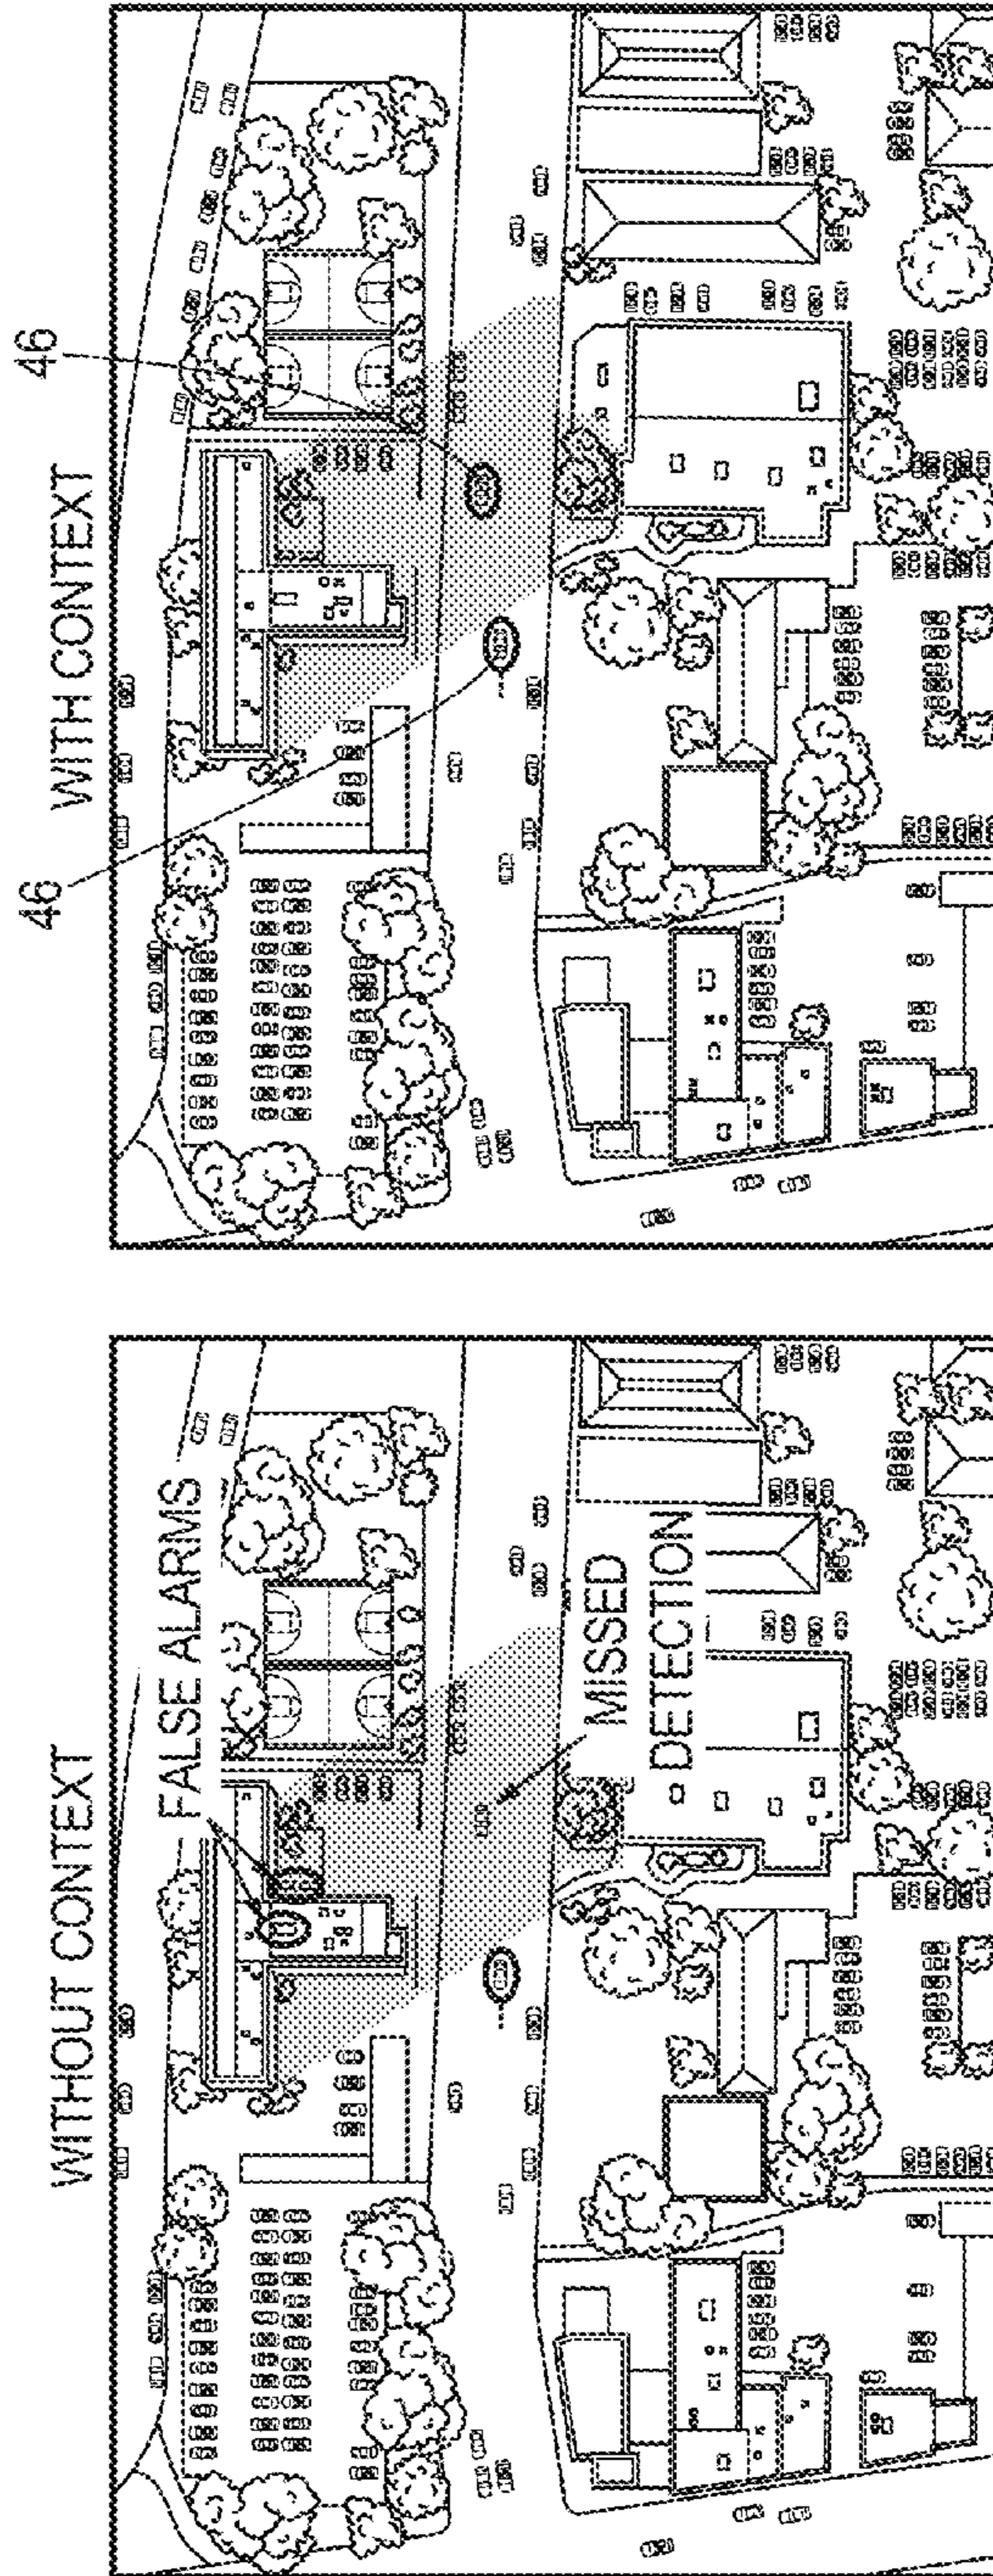 WITHOUT CONTEXT
FALSE ALARMS
MISSED
DETECTION
WITH CONTEXT
46
46